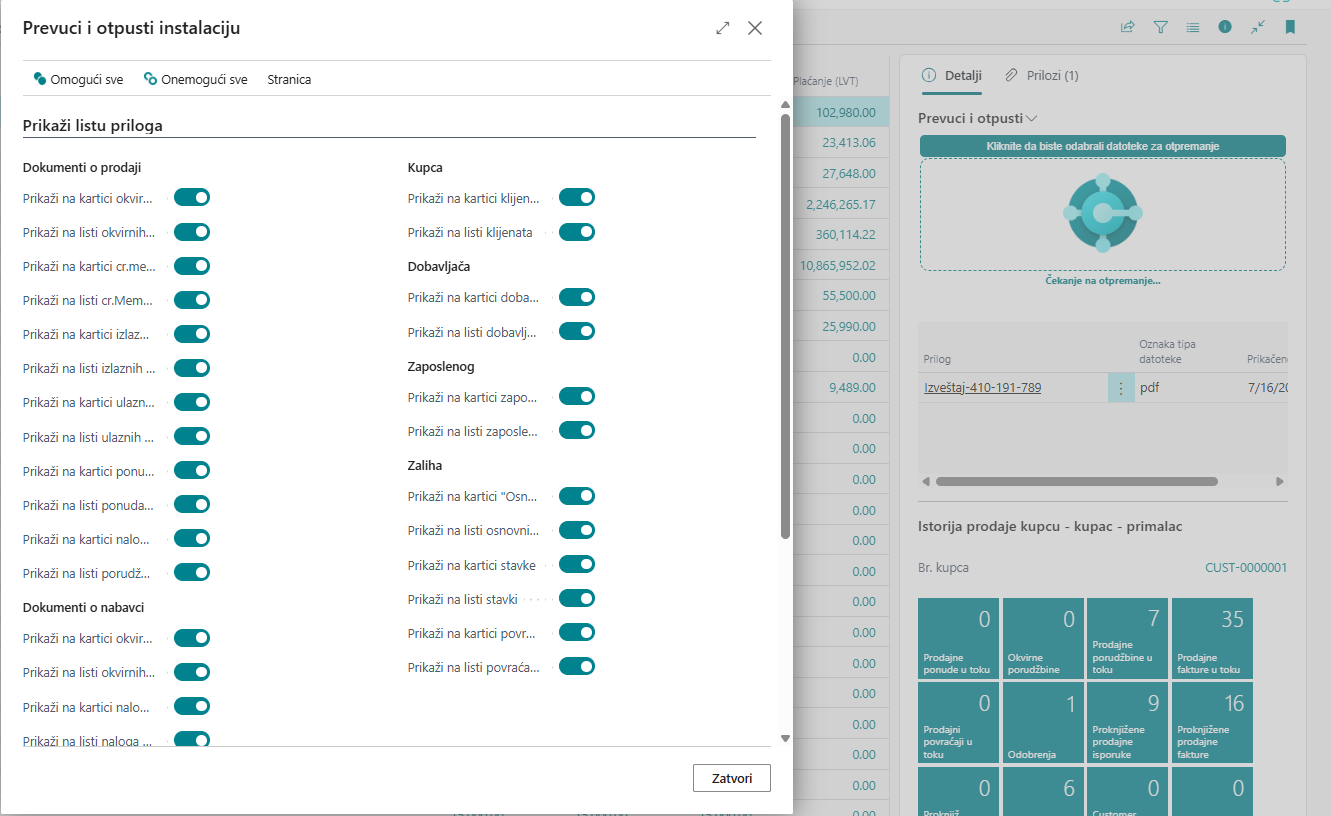 Prevuci i otpusti instalaciju
Omogući sve
Onemogući sve
Stranica
Prikaži listu priloga
Dokumenti o prodaji
Prikaži na kartici okvir...
Prikaži na listi okvirnih...
Prikaži na kartici cr.me...
Prikaži na listi cr.Mem...
Prikaži na kartici izlaz...
Prikaži na listi izlaznih ...
Prikaži na kartici ulazn...
Prikaži na listi ulaznih ...
Prikaži na kartici ponu...
Prikaži na listi ponuda...
Prikaži na kartici nalo...
Prikaži na listi porudž...
Dokumenti o nabavci
Prikaži na kartici okvir...
Prikaži na listi okvirnih...
Prikaži na kartici nalo...
Prikaži na listi naloga ...
Kupca
Prikaži na kartici klijen...
Prikaži na listi klijenata
Dobavljača
Prikaži na kartici doba...
Prikaži na listi dobavlj...
Zaposlenog
Prikaži na kartici zapo...
Prikaži na listi zaposle...
Zaliha
Prikaži na kartici "Osn...
Prikaži na listi osnovni...
Prikaži na kartici stavke
Prikaži na listi stavki
Prikaži na kartici povr...
Prikaži na listi povraća...
Zatvori
Plaćanje (LVT)
102,980.00
23,413.06
27,648.00
2,246,265.17
360,114.22
10,865,952.02
55,500.00
25,990.00
0.00
9,489.00
0.00
0.00
0.00
0.00
0.00
0.00
0.00
0.00
0.00
0.00
0.00
0.00
0.00
0.00
Detalji
Prilozi (1)
Prevuci i otpusti
Kliknite da biste odabrali datoteke za otpremanje
Čekanje na otpremanje...
Prilog
Oznaka tipa
datoteke
Prikačeno
Izveštaj-410-191-789
pdf
7/16/20
Istorija prodaje kupcu - kupac - primalac
Br. kupca
CUST-0000001
0
Prodajne
ponude u toku
0
Okvirne
porudžbine
7
Prodajne
porudžbine u
toku
35
Prodajne
fakture u toku
0
Prodajni
povraćaji u
toku
1
Odobrenja
9
Proknjižene
prodajne
isporuke
16
Proknjižene
prodajne
fakture
0
Proknjiž.
6
0
Customer
0